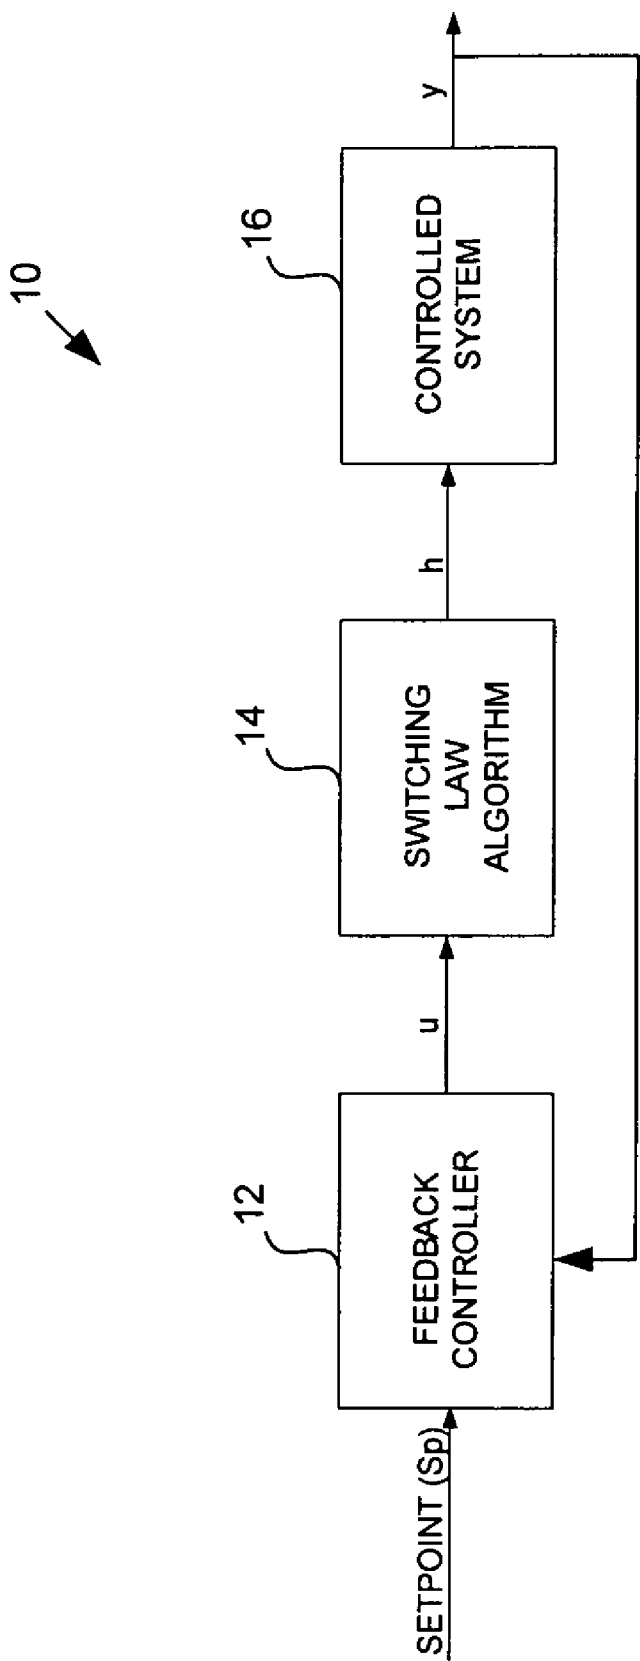 10
12
14
16
SETPOINT (Sp)
FEEDBACK
CONTROLLER
u
SWITCHING
LAW
ALGORITHM
h
CONTROLLED
SYSTEM
y